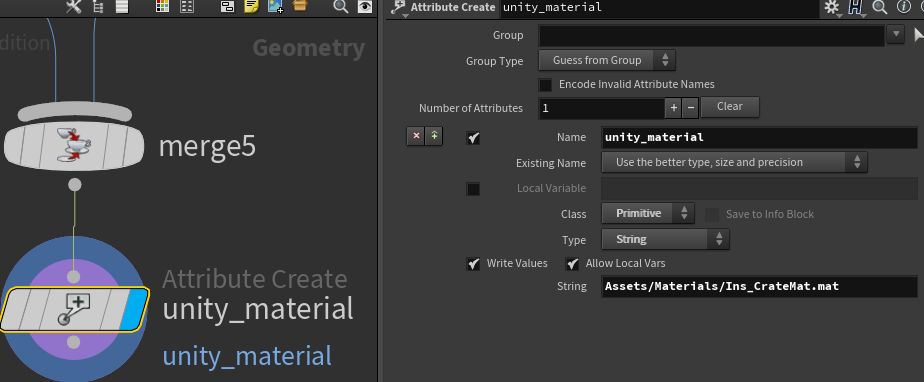 dition
Geometry
merge5
Attribute Create
unity_material
unity_material
Attribute Create unity_material
Group
Group Type Guess from Group
Encode Invalid Attribute Names
Number of Attributes 1 + − Clear
Name unity_material
Existing Name Use the better type, size and precision
Local Variable
Class Primitive Save to Info Block
Type String
Write Values Allow Local Vars
String Assets/Materials/Ins_CrateMat.mat